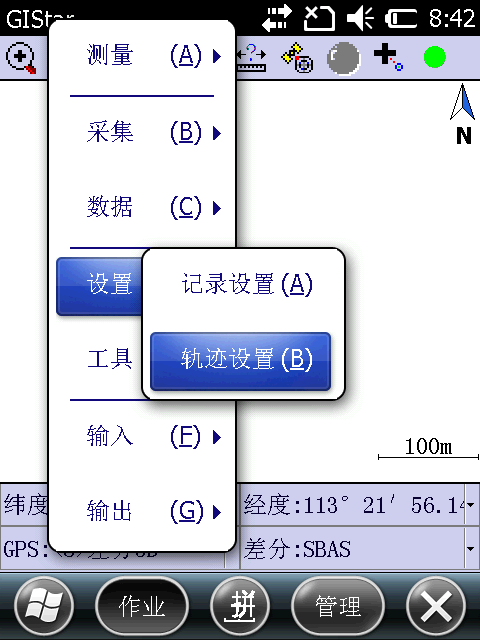 GIStar 8:42
测量 (A)
采集 (B)
数据 (C)
设置
记录设置(A)
工具
轨迹设置(B)
输入 (F)
输出 (G)
N
100m
纬度 经度:113° 21′ 56.14
GPS: 差分:SBAS
作业 拼 管理